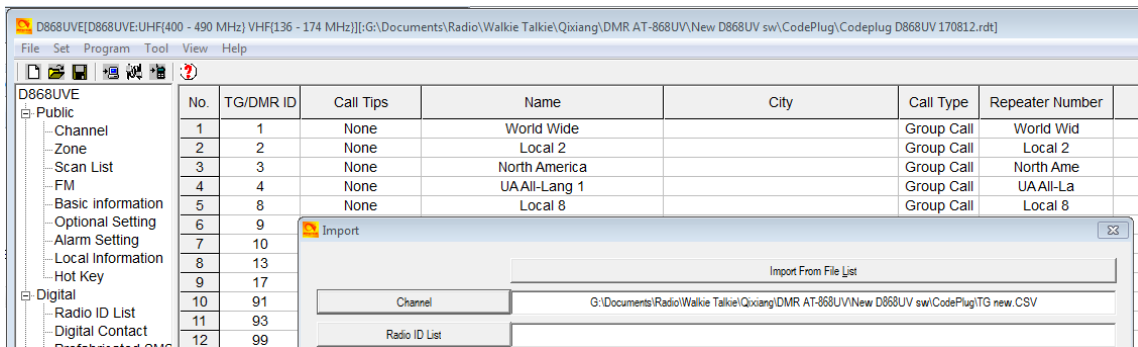 D868UVE[D868UVE:UHF{400 - 490 MHz} VHF{136 - 174 MHz}][:G:\Documents\Radio\Walkie Talkie\Qixiang\DMR AT-868UV\New D868UV sw\CodePlug\Codeplug D868UV 170812.rdt]
File Set Program Tool View Help
D868UVE
Public
Channel
Zone
Scan List
FM
Basic information
Optional Setting
Alarm Setting
Local Information
Hot Key
Digital
Radio ID List
Digital Contact
No. TG/DMR ID Call Tips Name City Call Type Repeater Number
1 1 None World Wide Group Call World Wid
2 2 None Local 2 Group Call Local 2
3 3 None North America Group Call North Ame
4 4 None UAAll-Lang 1 Group Call UAAll-La
5 8 None Local 8 Group Call Local 8
6 9
7 10
8 13
9 17
10 91
11 93
12 99
Import
Import From File List
Channel G:\Documents\Radio\Walkie Talkie\Qixiang\DMR AT-868UV\New D868UV sw\CodePlug\TG new.CSV
Radio ID List